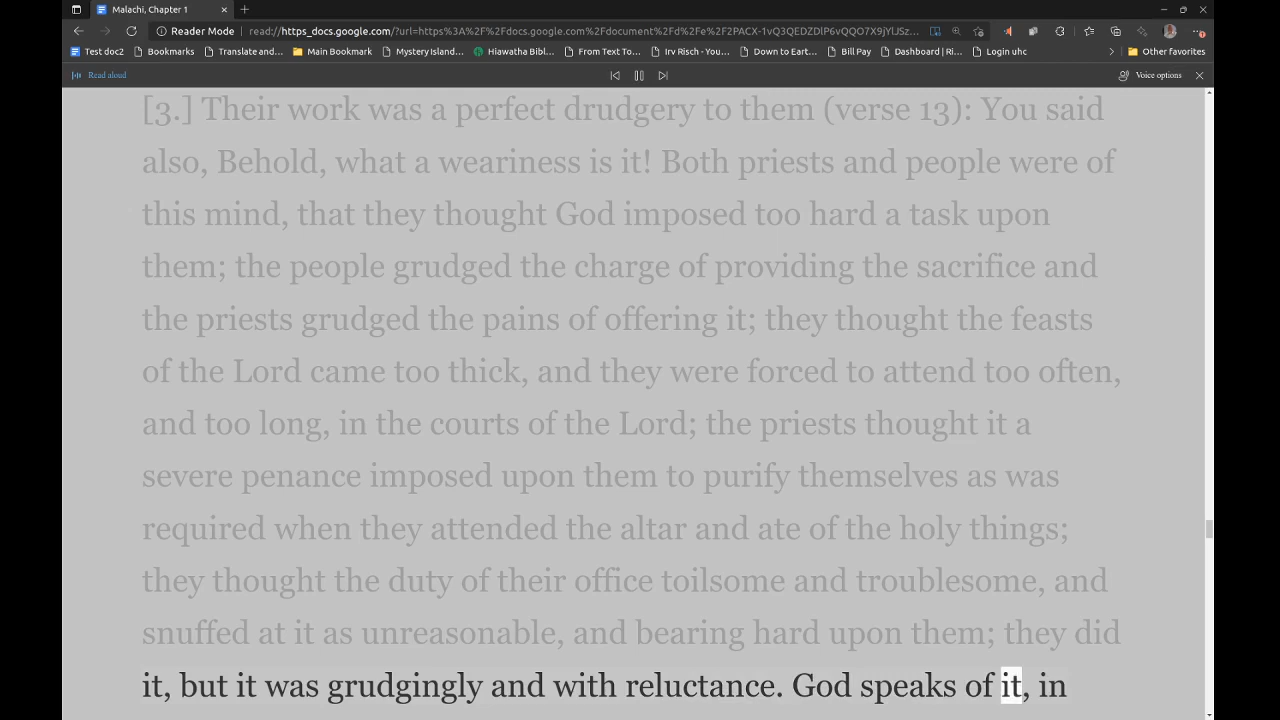 Malachi, Chapter 1
Reader Mode | read://https_docs.google.com/?url=https%3A%2F%2Fdocs.google.com%2Fdocument%2Fd%2Fe%2F2PACX-1vQ3QEDZDlP6vQQO7X9jYlJSz...
Test doc2 Bookmarks Translate and... Main Bookmark Mystery Island... Hiawatha Bibl... From Text To... Irv Risch - You... Down to Eart... Bill Pay Dashboard | Ri... Login uhc Other favorites
Read aloud Voice options
[3.] Their work was a perfect drudgery to them (verse 13): You said
also, Behold, what a weariness is it! Both priests and people were of
this mind, that they thought God imposed too hard a task upon
them; the people grudged the charge of providing the sacrifice and
the priests grudged the pains of offering it; they thought the feasts
of the Lord came too thick, and they were forced to attend too often,
and too long, in the courts of the Lord; the priests thought it a
severe penance imposed upon them to purify themselves as was
required when they attended the altar and ate of the holy things;
they thought the duty of their office toilsome and troublesome, and
snuffed at it as unreasonable, and bearing hard upon them; they did
it, but it was grudgingly and with reluctance. God speaks of it, in